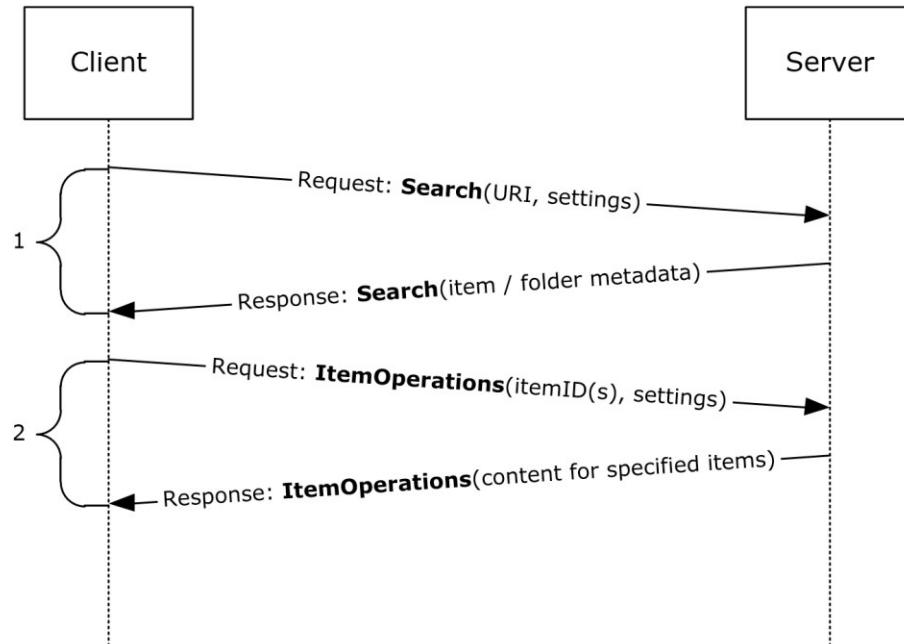 Client
Server
Request: Search(URI, settings)
1
Response: Search(item / folder metadata)
Request: ItemOperations(itemID(s), settings)
2
Response: ItemOperations(content for specified items)